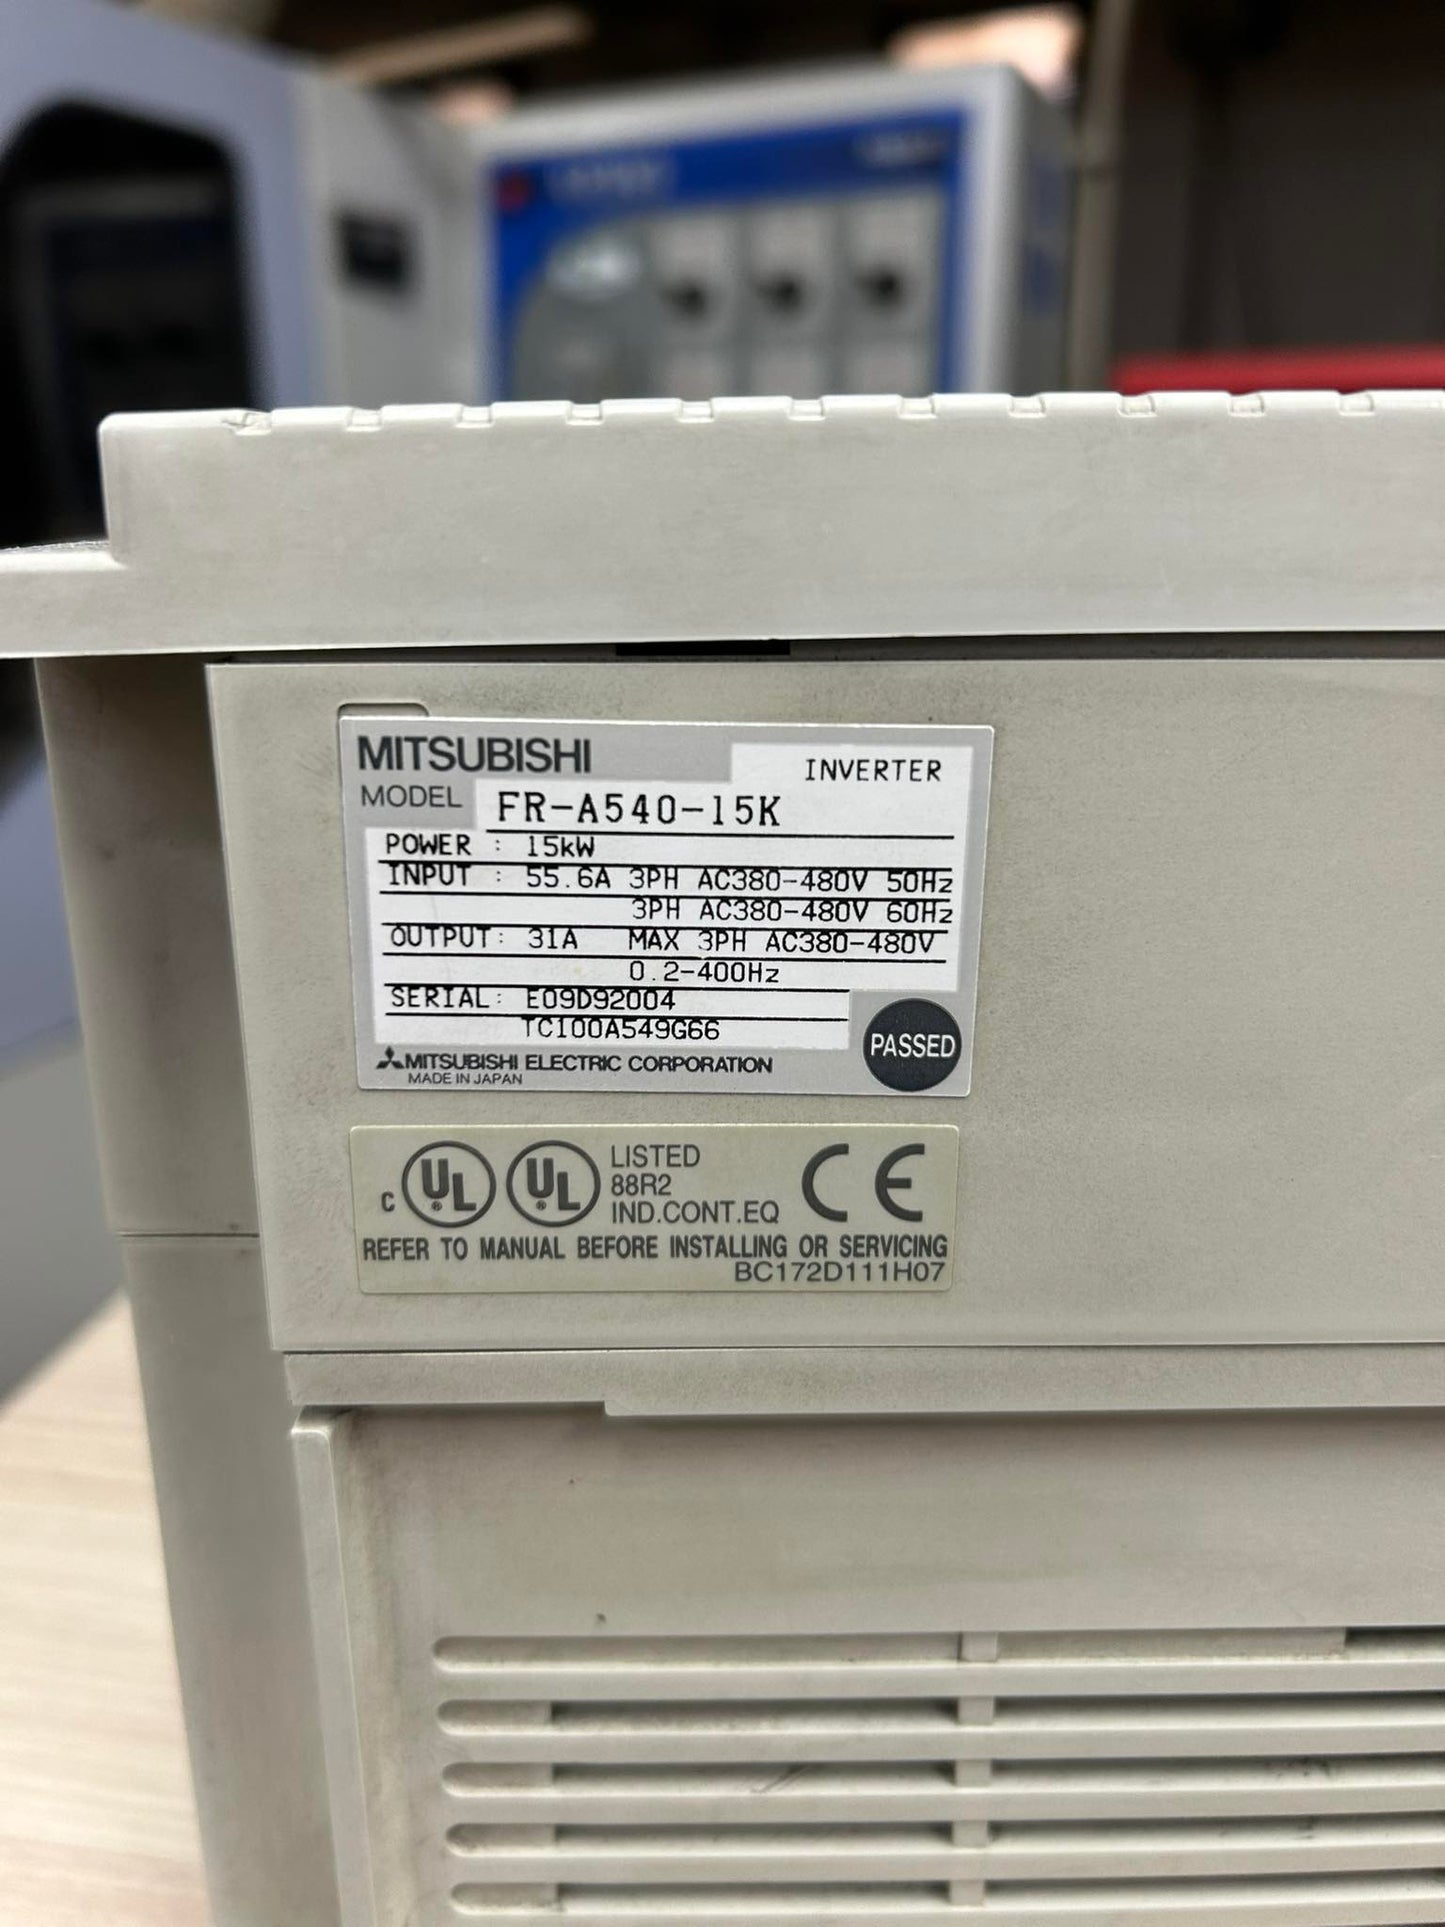 MITSUBISHI
INVERTER
MODEL FR-A540-15K
POWER : 15kW
INPUT : 55.6A 3PH AC380-480V 50Hz
3PH AC380-480V 60Hz
OUTPUT: 31A MAX 3PH AC380-480V
0.2-400Hz
SERIAL: E09D92004
TC100A549G66
PASSED
MITSUBISHI ELECTRIC CORPORATION
MADE IN JAPAN
c UL® UL® LISTED
88R2
IND.CONT.EQ
CE
REFER TO MANUAL BEFORE INSTALLING OR SERVICING
BC172D111H07